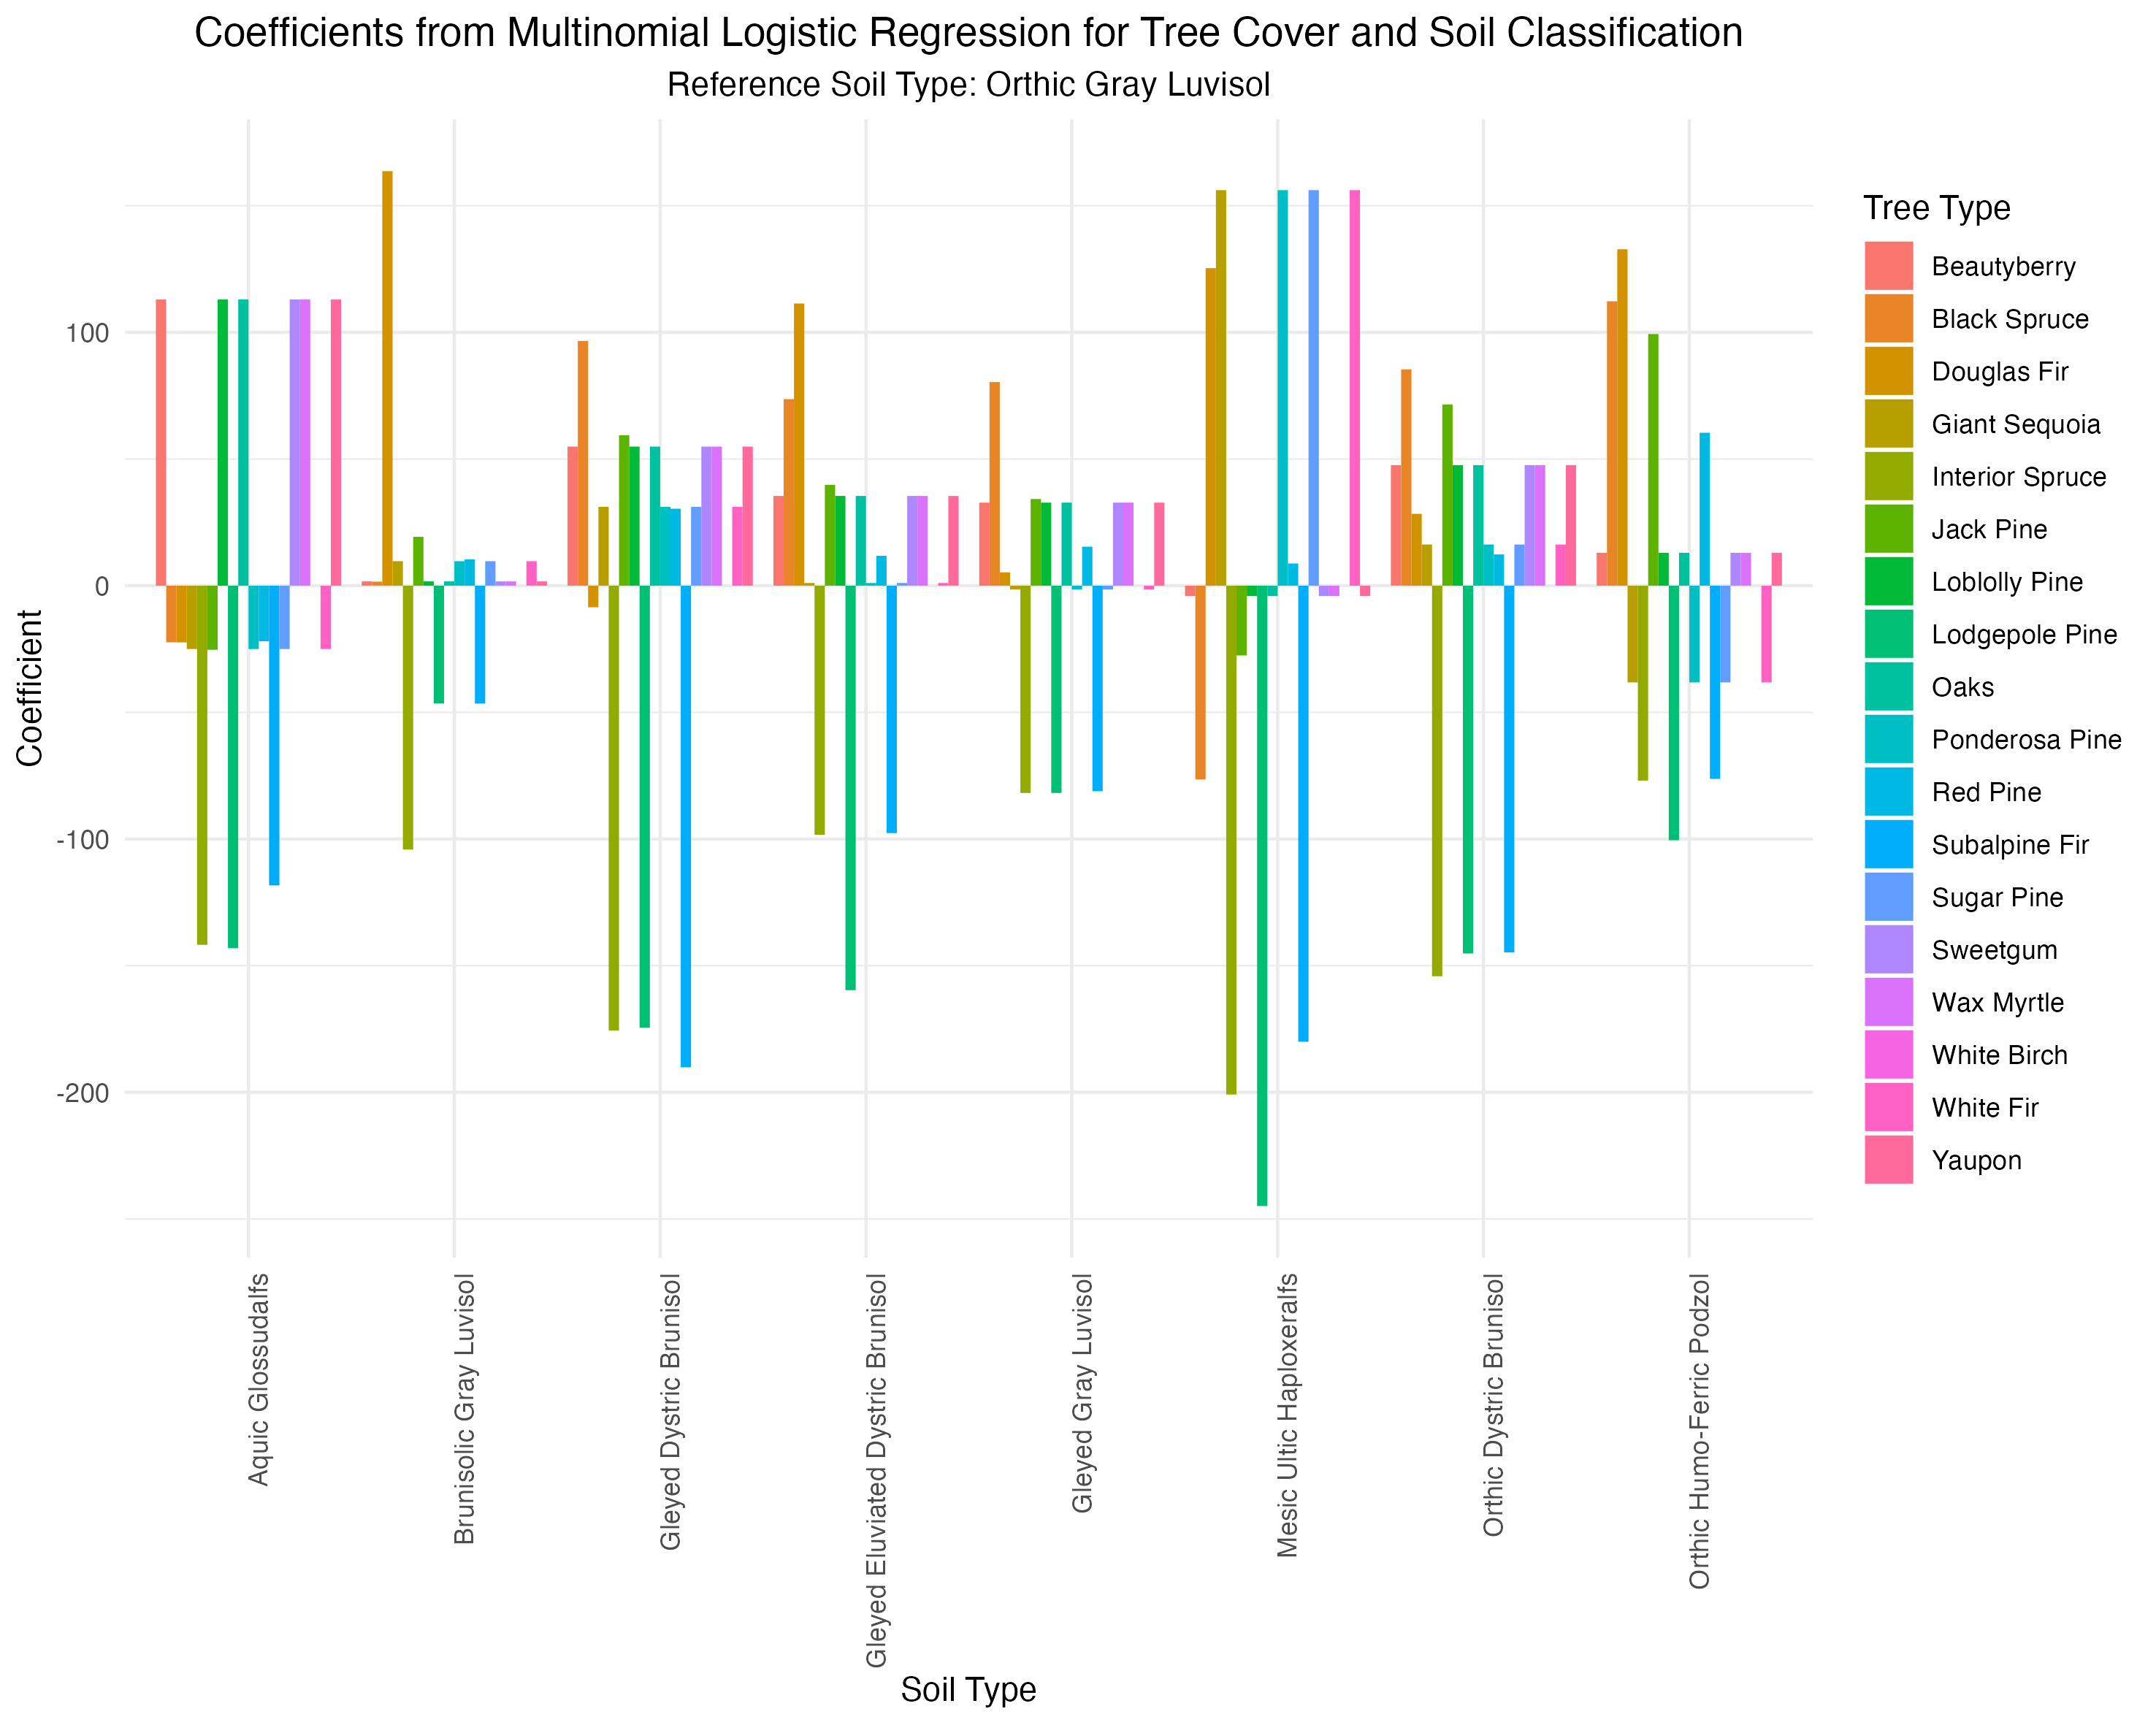 Coefficients from Multinomial Logistic Regression for Tree Cover and Soil Classification
Reference Soil Type: Orthic Gray Luvisol
Coefficient
100
0
-100
-200
Aquic Glossudalfs
Brunisolic Gray Luvisol
Gleyed Dystric Brunisol
Gleyed Eluviated Dystric Brunisol
Gleyed Gray Luvisol
Mesic Ultic Haploxeralfs
Orthic Dystric Brunisol
Orthic Humo-Ferric Podzol
Soil Type
Tree Type
Beautyberry
Black Spruce
Douglas Fir
Giant Sequoia
Interior Spruce
Jack Pine
Loblolly Pine
Lodgepole Pine
Oaks
Ponderosa Pine
Red Pine
Subalpine Fir
Sugar Pine
Sweetgum
Wax Myrtle
White Birch
White Fir
Yaupon